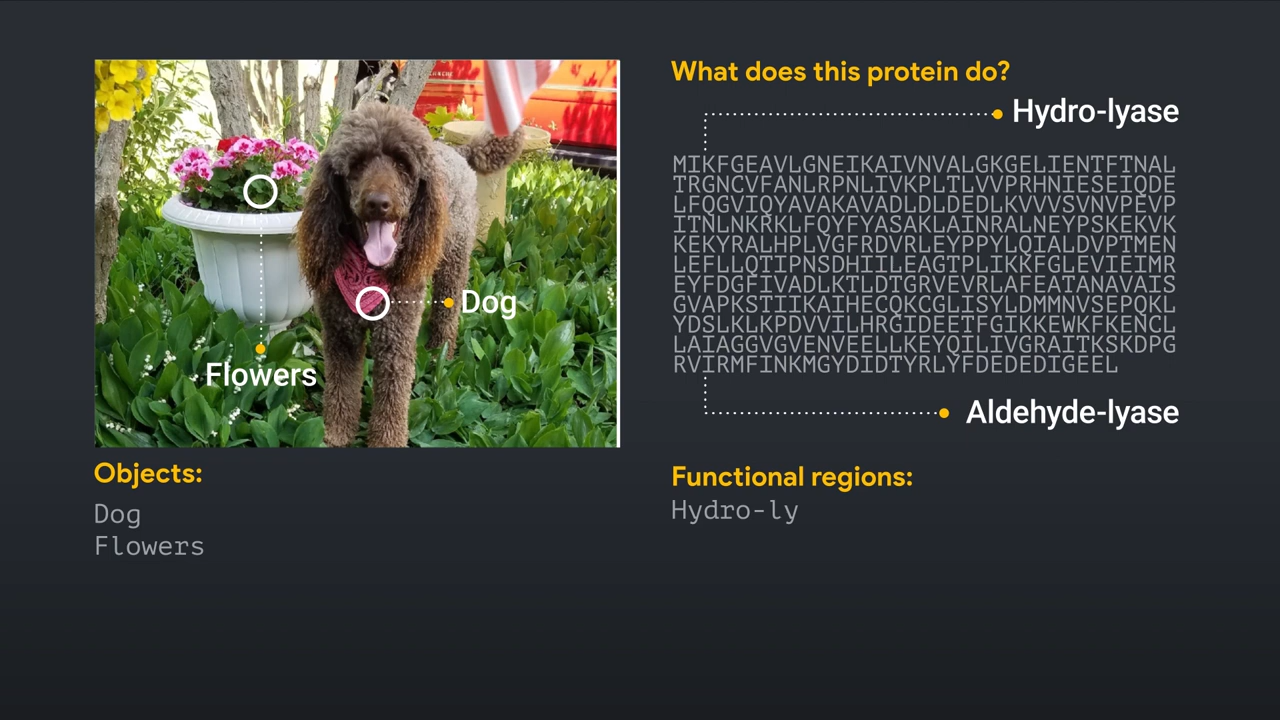 What does this protein do?
Hydro-lyase
MIKFGEAVLGNEIKAIVNVALGKGELIENTFTNAL
TRGNCVFANLRPNLIVKPLTLVVPRHNIESEIQDE
LFQGVIQYAVAKAVADLDLDEDLKVVVSVNVPEVP
ITNLNKRKLFQYFYASAKLAINRALNEYPSKEKVK
KEKYRALHPLVGFRDVRLEYPPYLQIALDVPTMEN
LEFLLQTIPNSDHIILEAGTPLIKKFGLEVIEIMR
EYFDGFIVADLKTLDTGRVEVRLAFEATANAVAIS
GVAPKSTIIKAIHECQKCGLISYLDMMNVSEPQKL
YDSLKLKPDVVILHRGIDEETFGIKKEWKFKENCL
LAIAGGVGVENVEELLKEYQILIVGRAITKSKDPG
RVIRMFINKMGYDIDTYRLYFDEDEDIGEEL
Aldehyde-lyase
Dog
Flowers
Objects:
Dog
Flowers
Functional regions:
Hydro-ly